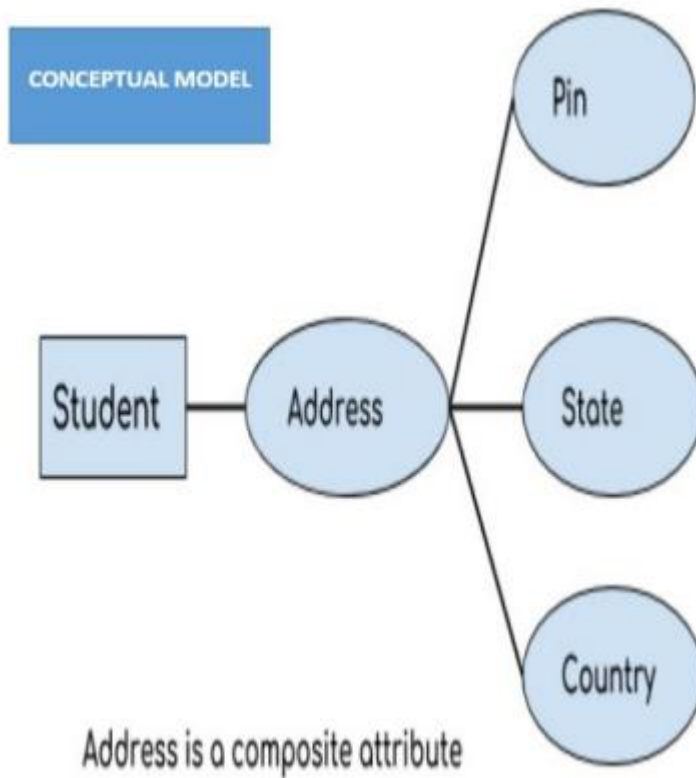 CONCEPTUAL MODEL
Pin
Student
Address
State
Country
Address is a composite attribute